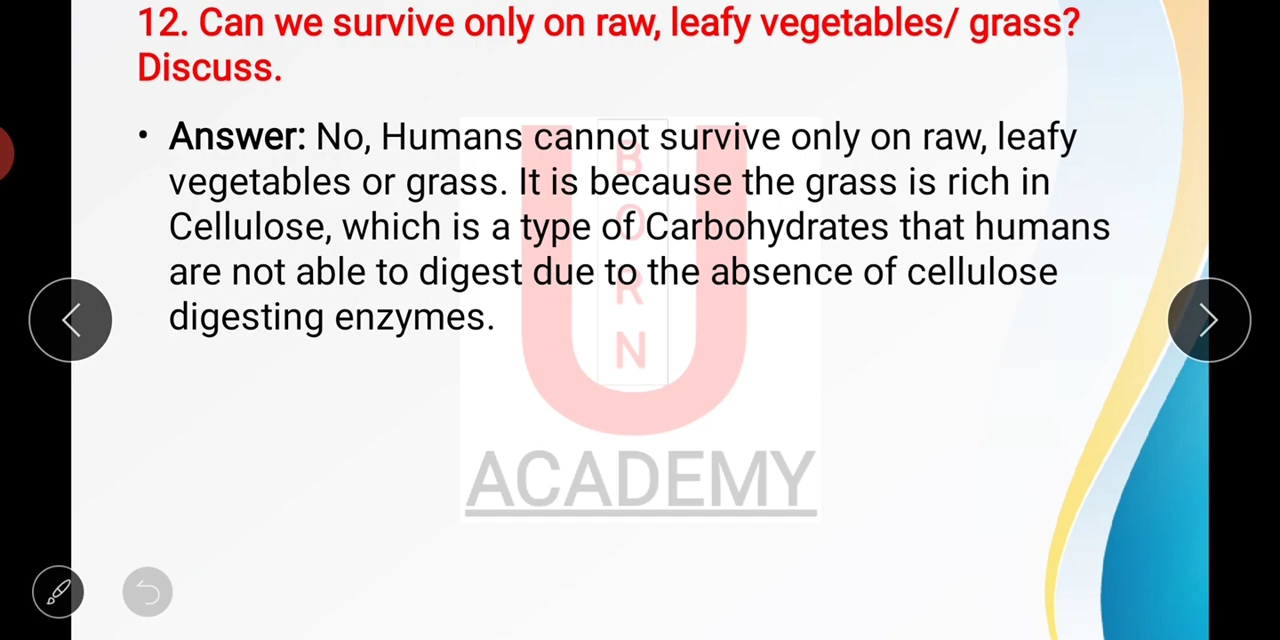 12. Can we survive only on raw, leafy vegetables/ grass?
Discuss.
• Answer: No, Humans cannot survive only on raw, leafy
vegetables or grass. It is because the grass is rich in
Cellulose, which is a type of Carbohydrates that humans
are not able to digest due to the absence of cellulose
digesting enzymes.
U
B
O
R
N
ACADEMY